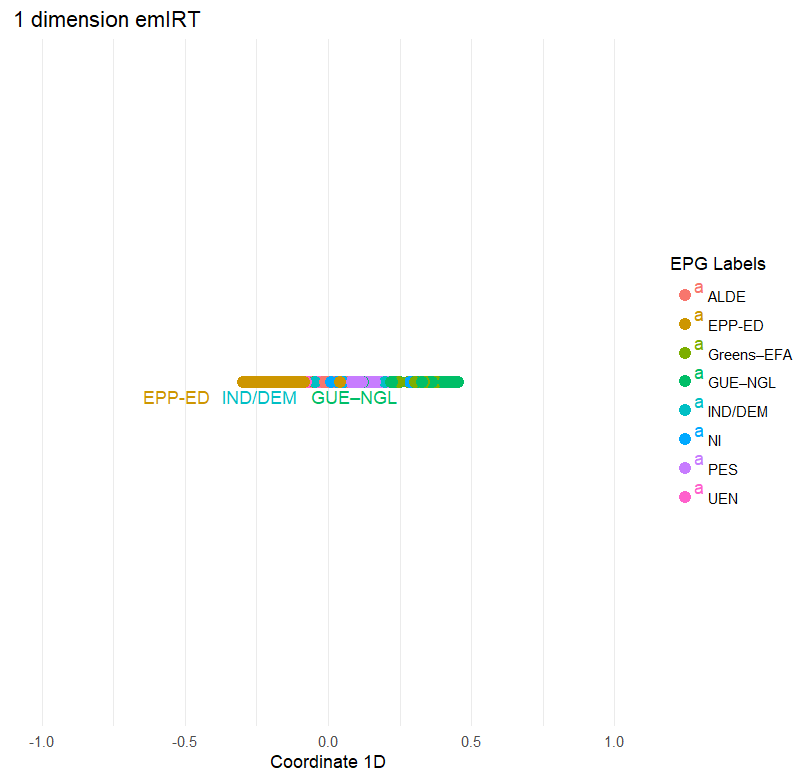 1 dimension emIRT
EPP-ED IND/DEM GUE–NGL
EPG Labels
a ALDE
a EPP-ED
a Greens–EFA
a GUE–NGL
a IND/DEM
a NI
a PES
a UEN
-1.0 -0.5 0.0 0.5 1.0
Coordinate 1D